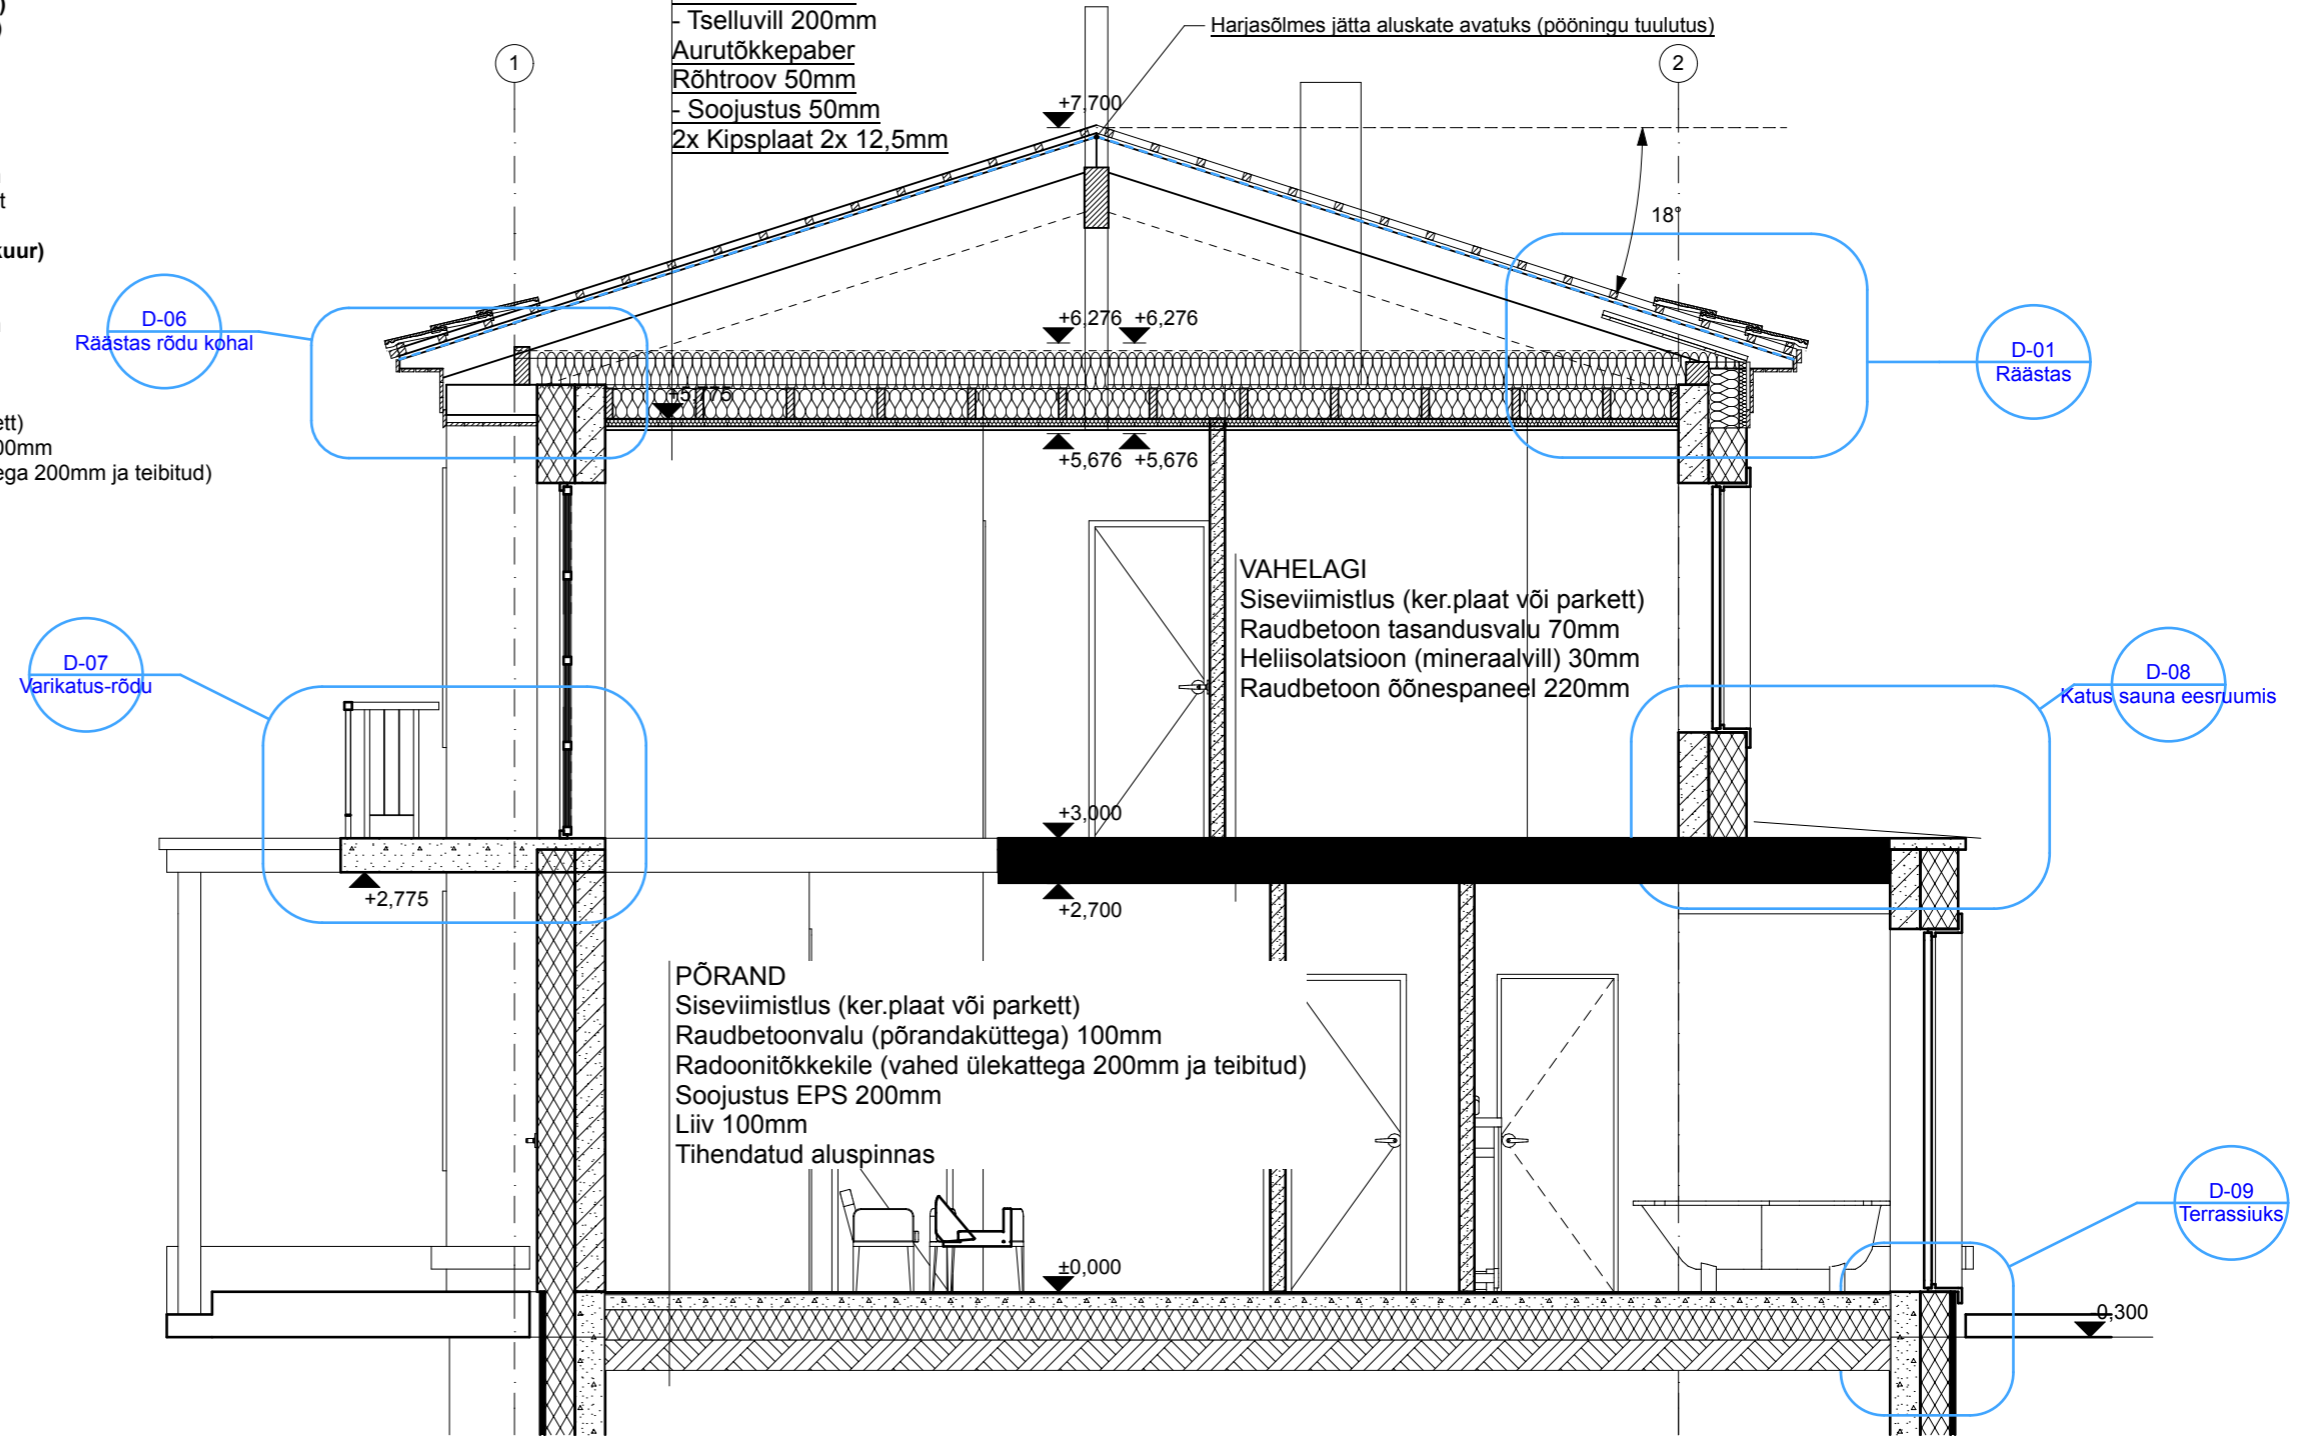 - Tselluvill 200mm
Aurutõkkepaber
Rõhtroov 50mm
- Soojustus 50mm
2x Kipsplaat 2x 12,5mm
Harjasõlmes jätta aluskate avatuks (pööningu tuulutus)
1
2
+7,700
18°
kuur)
D-06
Räästas rõdu kohal
+6,276
+6,276
D-01
Räästas
+5,775
+5,676
+5,676
200mm ja teibitud)
VAHELAGI
Siseviimistlus (ker.plaat või parkett)
Raudbetoon tasandusvalu 70mm
Heliisolatsioon (mineraalvill) 30mm
Raudbetoon õõnespaneel 220mm
D-07
Varikatus-rõdu
D-08
Katus sauna eesruumis
+3,000
+2,775
+2,700
PÕRAND
Siseviimistlus (ker.plaat või parkett)
Raudbetoonvalu (põrandaküttega) 100mm
Radoonitõkkekile (vahed ülekattega 200mm ja teibitud)
Soojustus EPS 200mm
Liiv 100mm
Tihendatud aluspinnas
D-09
Terrassiuks
±0,000
-0,300